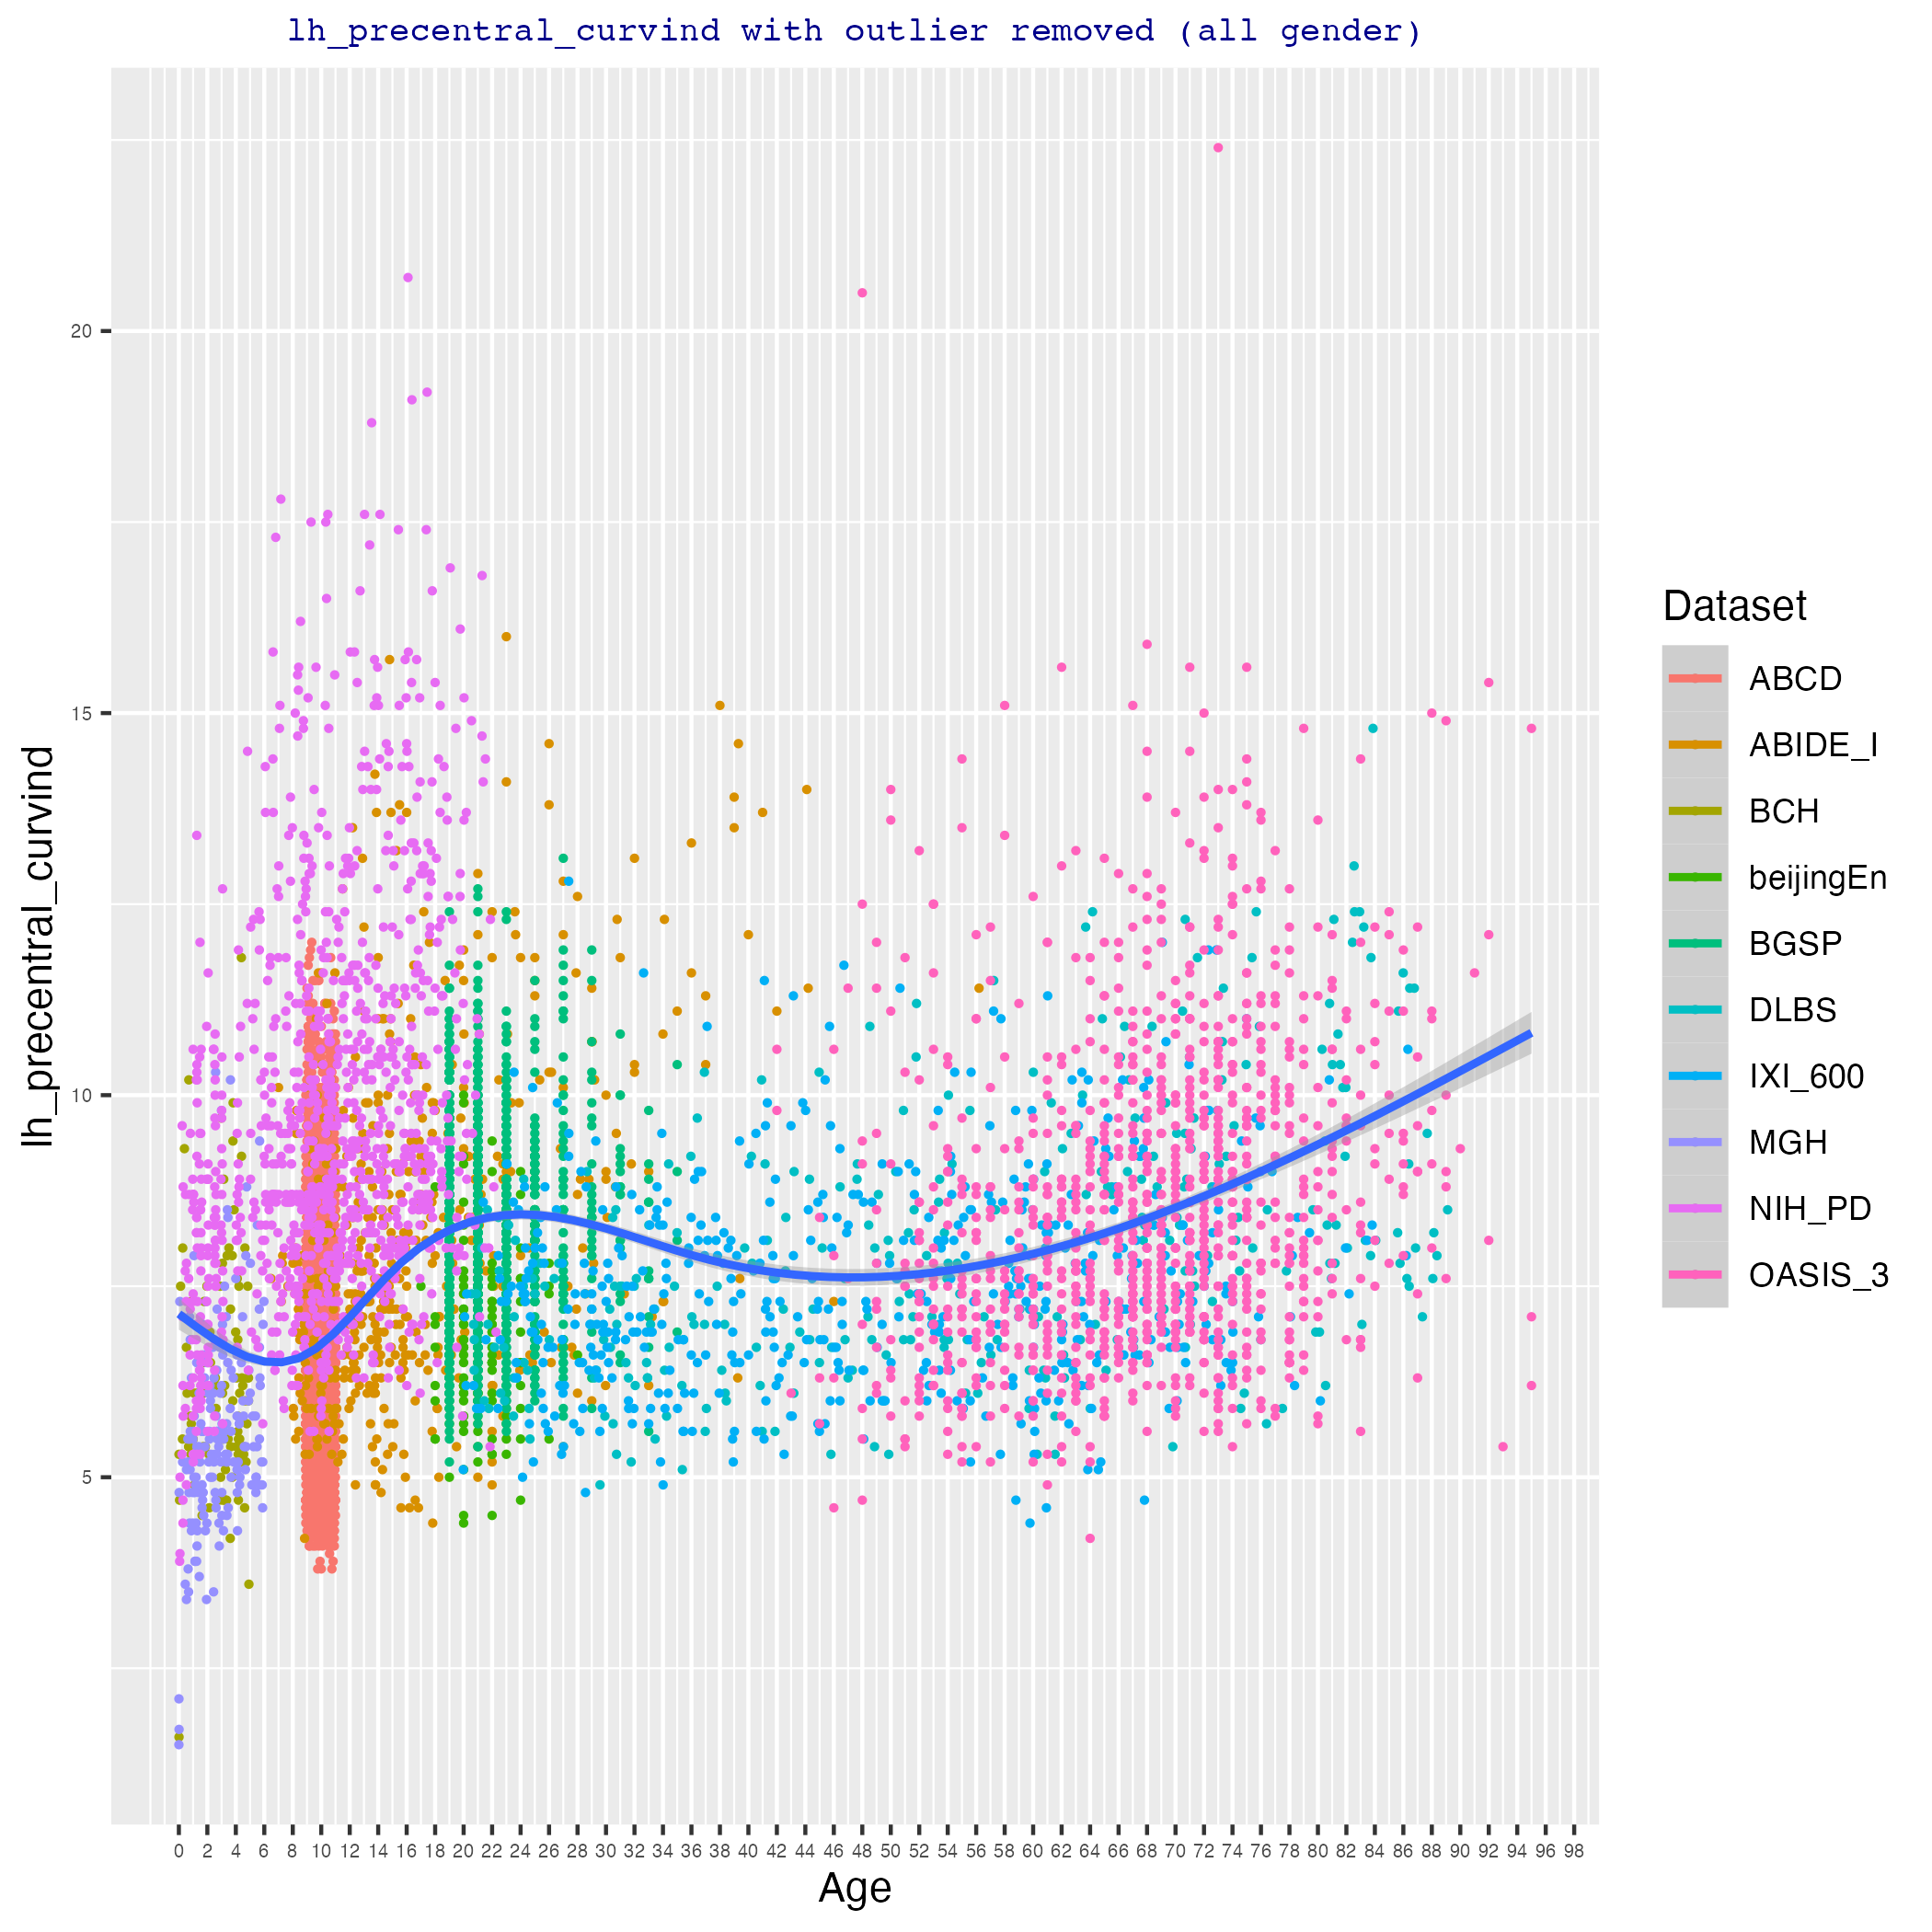 lh_precentral_curvind with outlier removed (all gender)
lh_precentral_curvind
20
15
10
5
0 2 4 6 8 10 12 14 16 18 20 22 24 26 28 30 32 34 36 38 40 42 44 46 48 50 52 54 56 58 60 62 64 66 68 70 72 74 76 78 80 82 84 86 88 90 92 94 96 98
Age
Dataset
ABCD
ABIDE_I
BCH
beijingEn
BGSP
DLBS
IXI_600
MGH
NIH_PD
OASIS_3